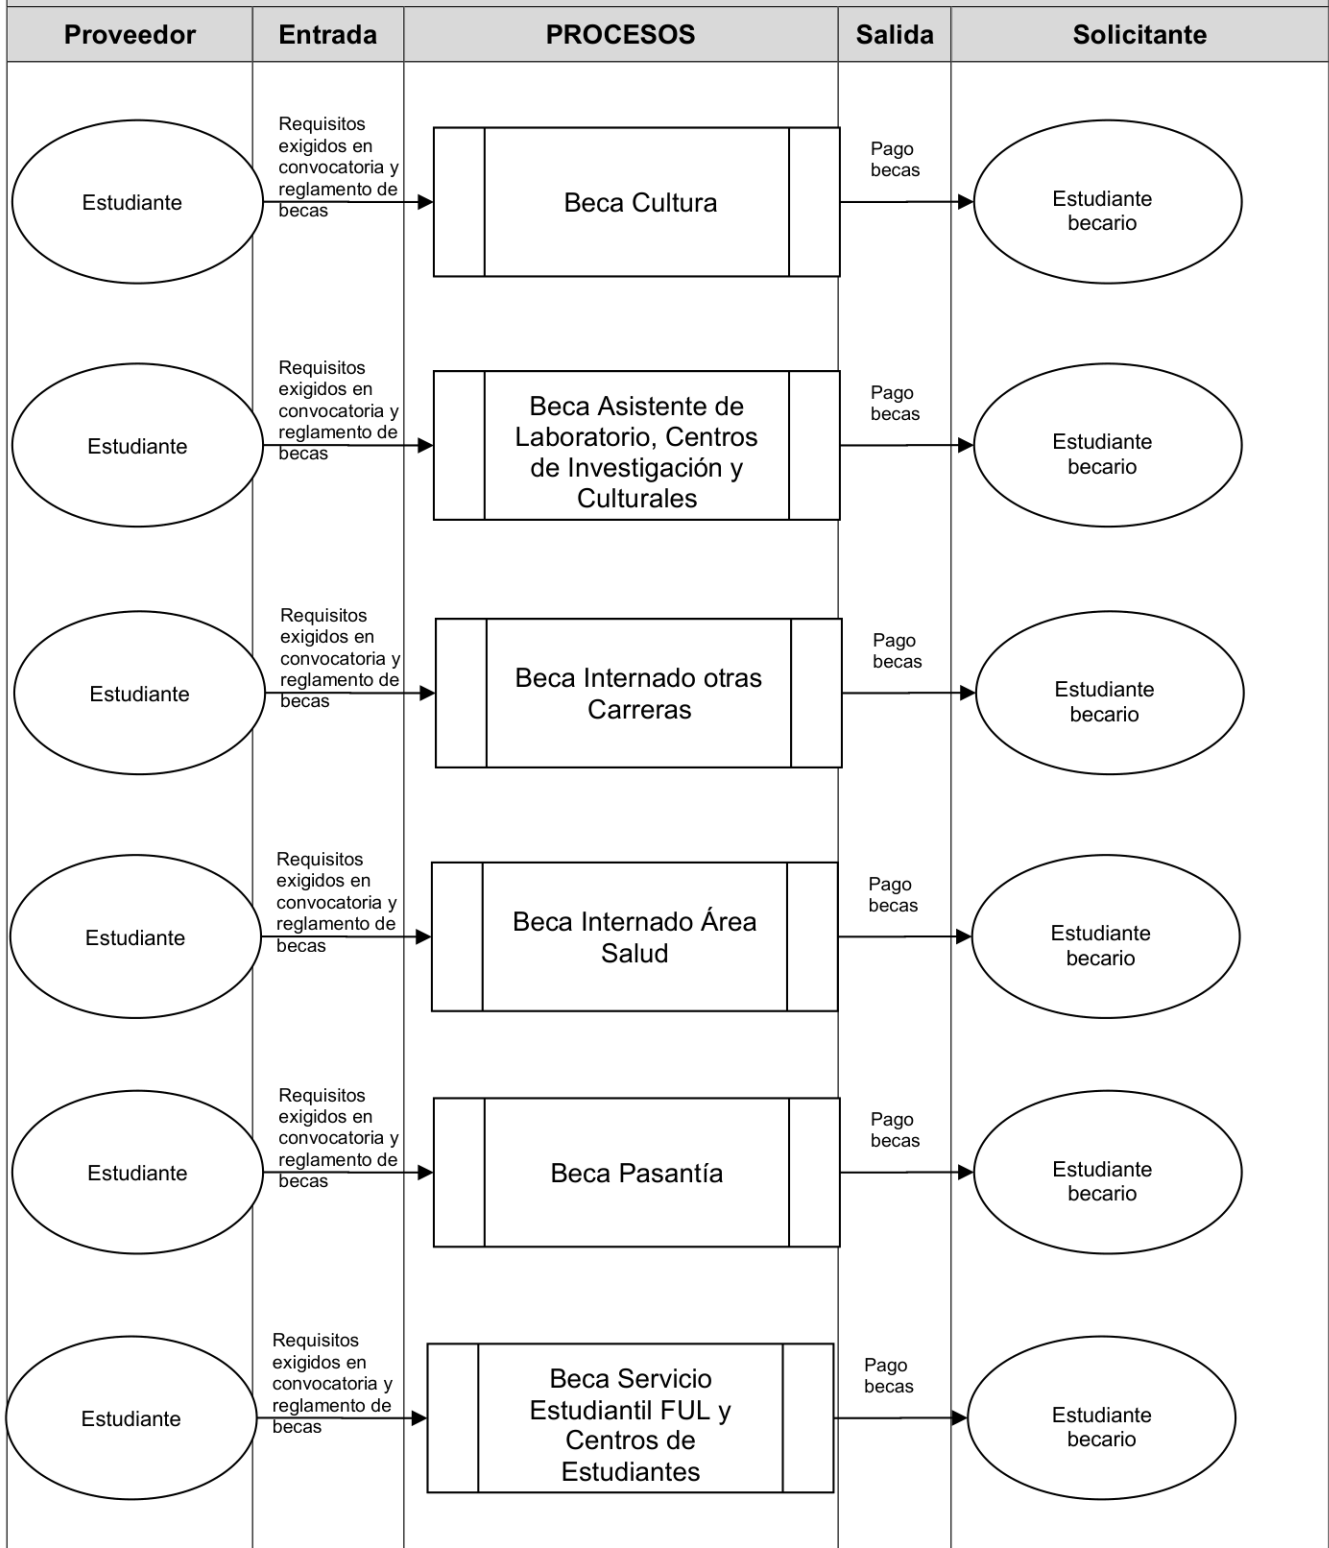 Proveedor
Entrada
PROCESOS
Salida
Solicitante
Estudiante
Requisitos
exigidos en
convocatoria y
reglamento de
becas
Beca Cultura
Pago
becas
Estudiante
becario
Estudiante
Requisitos
exigidos en
convocatoria y
reglamento de
becas
Beca Asistente de
Laboratorio, Centros
de Investigación y
Culturales
Pago
becas
Estudiante
becario
Estudiante
Requisitos
exigidos en
convocatoria y
reglamento de
becas
Beca Internado otras
Carreras
Pago
becas
Estudiante
becario
Estudiante
Requisitos
exigidos en
convocatoria y
reglamento de
becas
Beca Internado Área
Salud
Pago
becas
Estudiante
becario
Estudiante
Requisitos
exigidos en
convocatoria y
reglamento de
becas
Beca Pasantía
Pago
becas
Estudiante
becario
Estudiante
Requisitos
exigidos en
convocatoria y
reglamento de
becas
Beca Servicio
Estudiantil FUL y
Centros de
Estudiantes
Pago
becas
Estudiante
becario